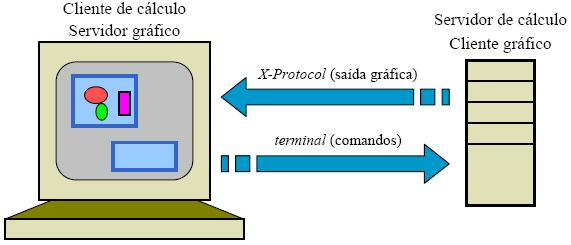 Cliente de cálculo
Servidor gráfico
Servidor de cálculo
Cliente gráfico
X-Protocol (saída gráfica)
terminal (comandos)